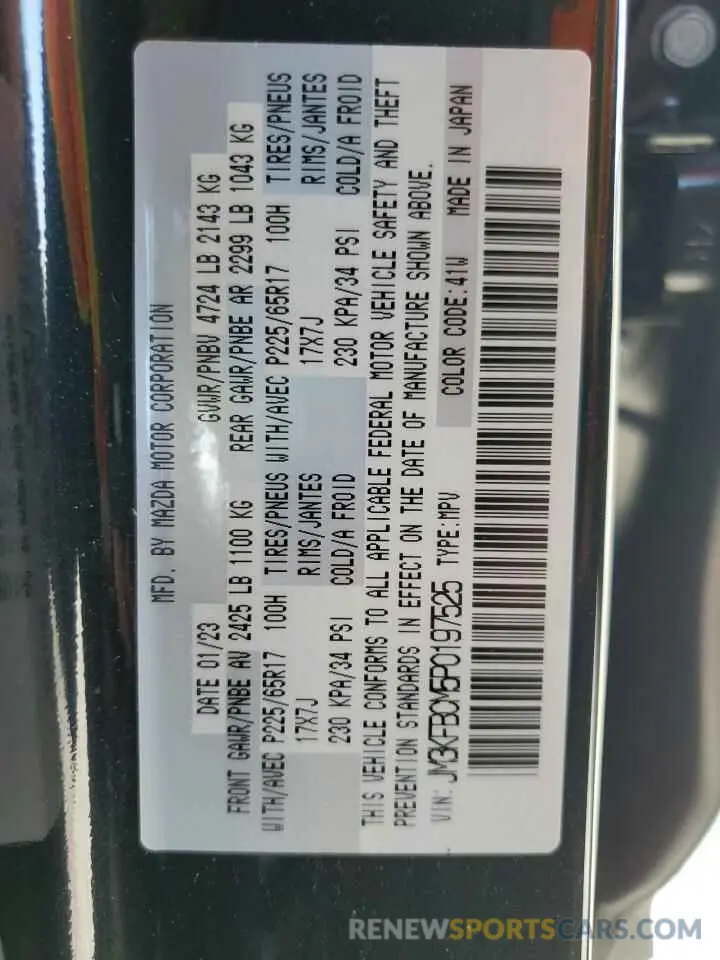 MFD. BY MAZDA MOTOR CORPORATION
DATE 01/23 GVWR/PNBV 4724 LB 2143 KG
FRONT GAWR/PNBE AV 2425 LB 1100 KG REAR GAWR/PNBE AR 2299 LB 1043 KG
WITH/AVEC P225/65R17 100H TIRES/PNEUS WITH/AVEC P225/65R17 100H TIRES/PNEUS
17X7J RIMS/JANTES 17X7J RIMS/JANTES
230 KPA/34 PSI COLD/A FROID 230 KPA/34 PSI COLD/A FROID
THIS VEHICLE CONFORMS TO ALL APPLICABLE FEDERAL MOTOR VEHICLE SAFETY AND THEFT
PREVENTION STANDARDS IN EFFECT ON THE DATE OF MANUFACTURE SHOWN ABOVE.
VIN: JM3KFBCM5P0197525 TYPE:MPV COLOR CODE:41W MADE IN JAPAN
RENEWSPORTSCARS.COM